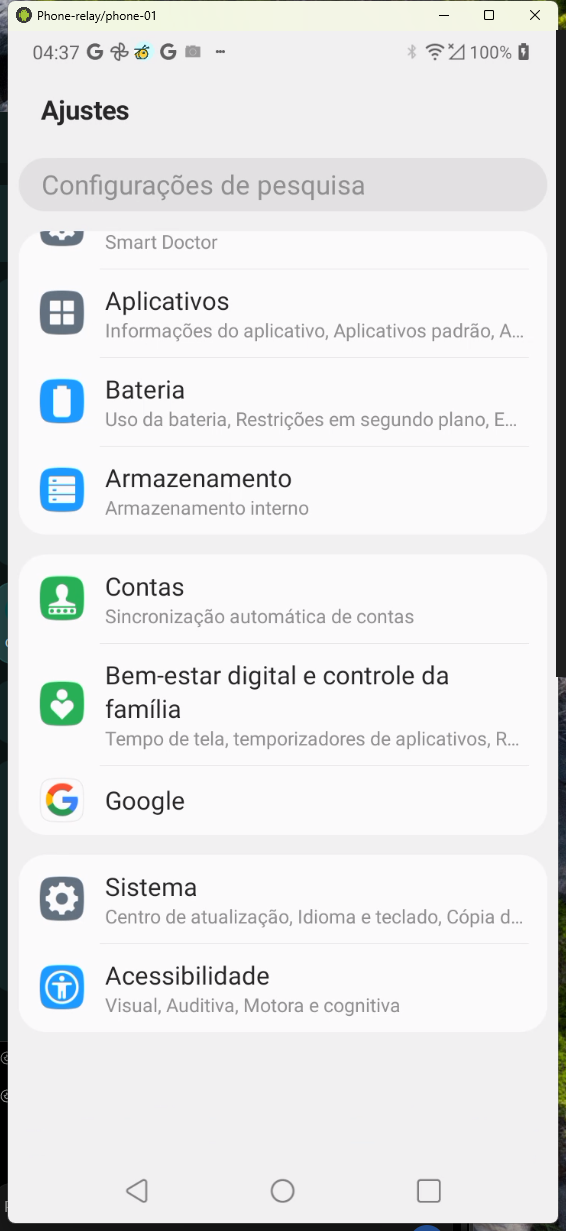 Phone-relay/phone-01
04:37
100%
Ajustes
Configurações de pesquisa
Smart Doctor
Aplicativos
Informações do aplicativo, Aplicativos padrão, A...
Bateria
Uso da bateria, Restrições em segundo plano, E...
Armazenamento
Armazenamento interno
Contas
Sincronização automática de contas
Bem-estar digital e controle da
família
Tempo de tela, temporizadores de aplicativos, R...
Google
Sistema
Centro de atualização, Idioma e teclado, Cópia d...
Acessibilidade
Visual, Auditiva, Motora e cognitiva